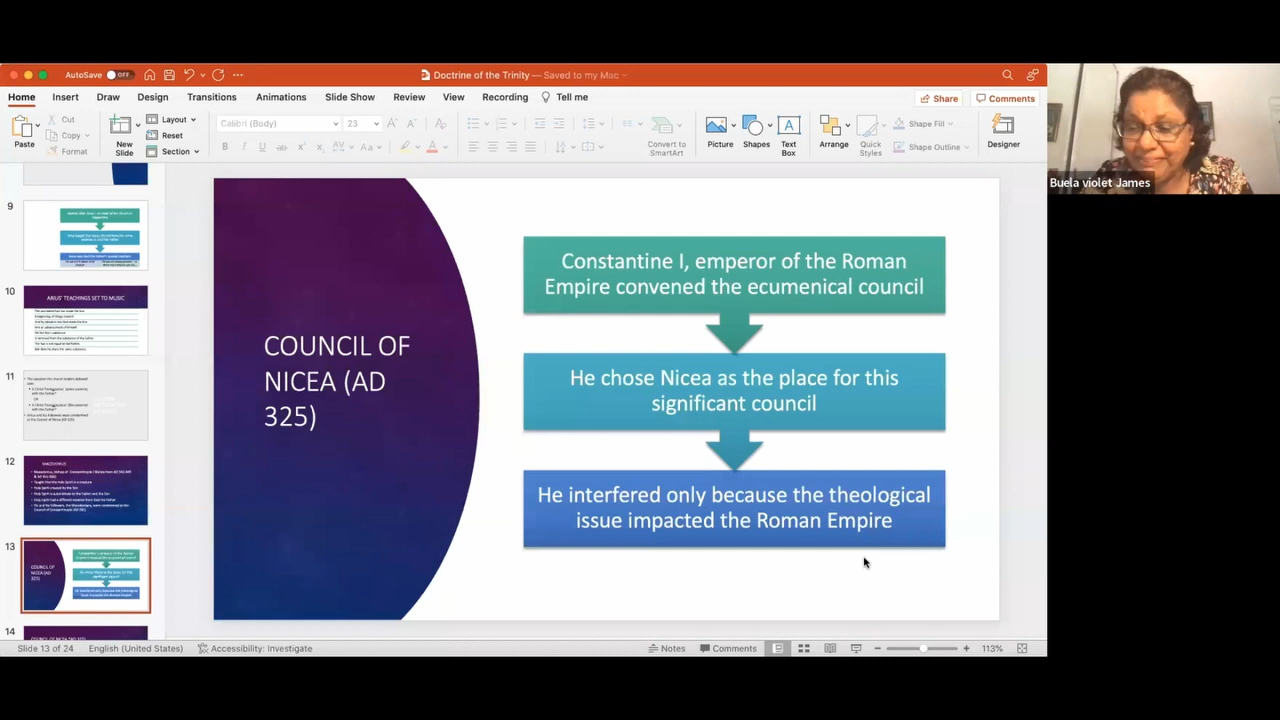 AutoSave OFF
Doctrine of the Trinity — Saved to my Mac
Home Insert Draw Design Transitions Animations Slide Show Review View Recording Tell me
Share Comments
Paste
Cut
Copy
Format
New
Slide
Layout
Reset
Section
Calibri (Body) 23
Convert to
SmartArt
Picture
Shapes
Text
Box
Arrange
Quick
Styles
Shape Fill
Shape Outline
Designer
Buela violet James
9
10
ARIUS' TEACHINGS SET TO MUSIC
11
12
13
14
COUNCIL OF
NICEA (AD
325)
Constantine I, emperor of the Roman
Empire convened the ecumenical council
He chose Nicea as the place for this
significant council
He interfered only because the theological
issue impacted the Roman Empire
Slide 13 of 24 English (United States) Accessibility: Investigate
Notes Comments 113%